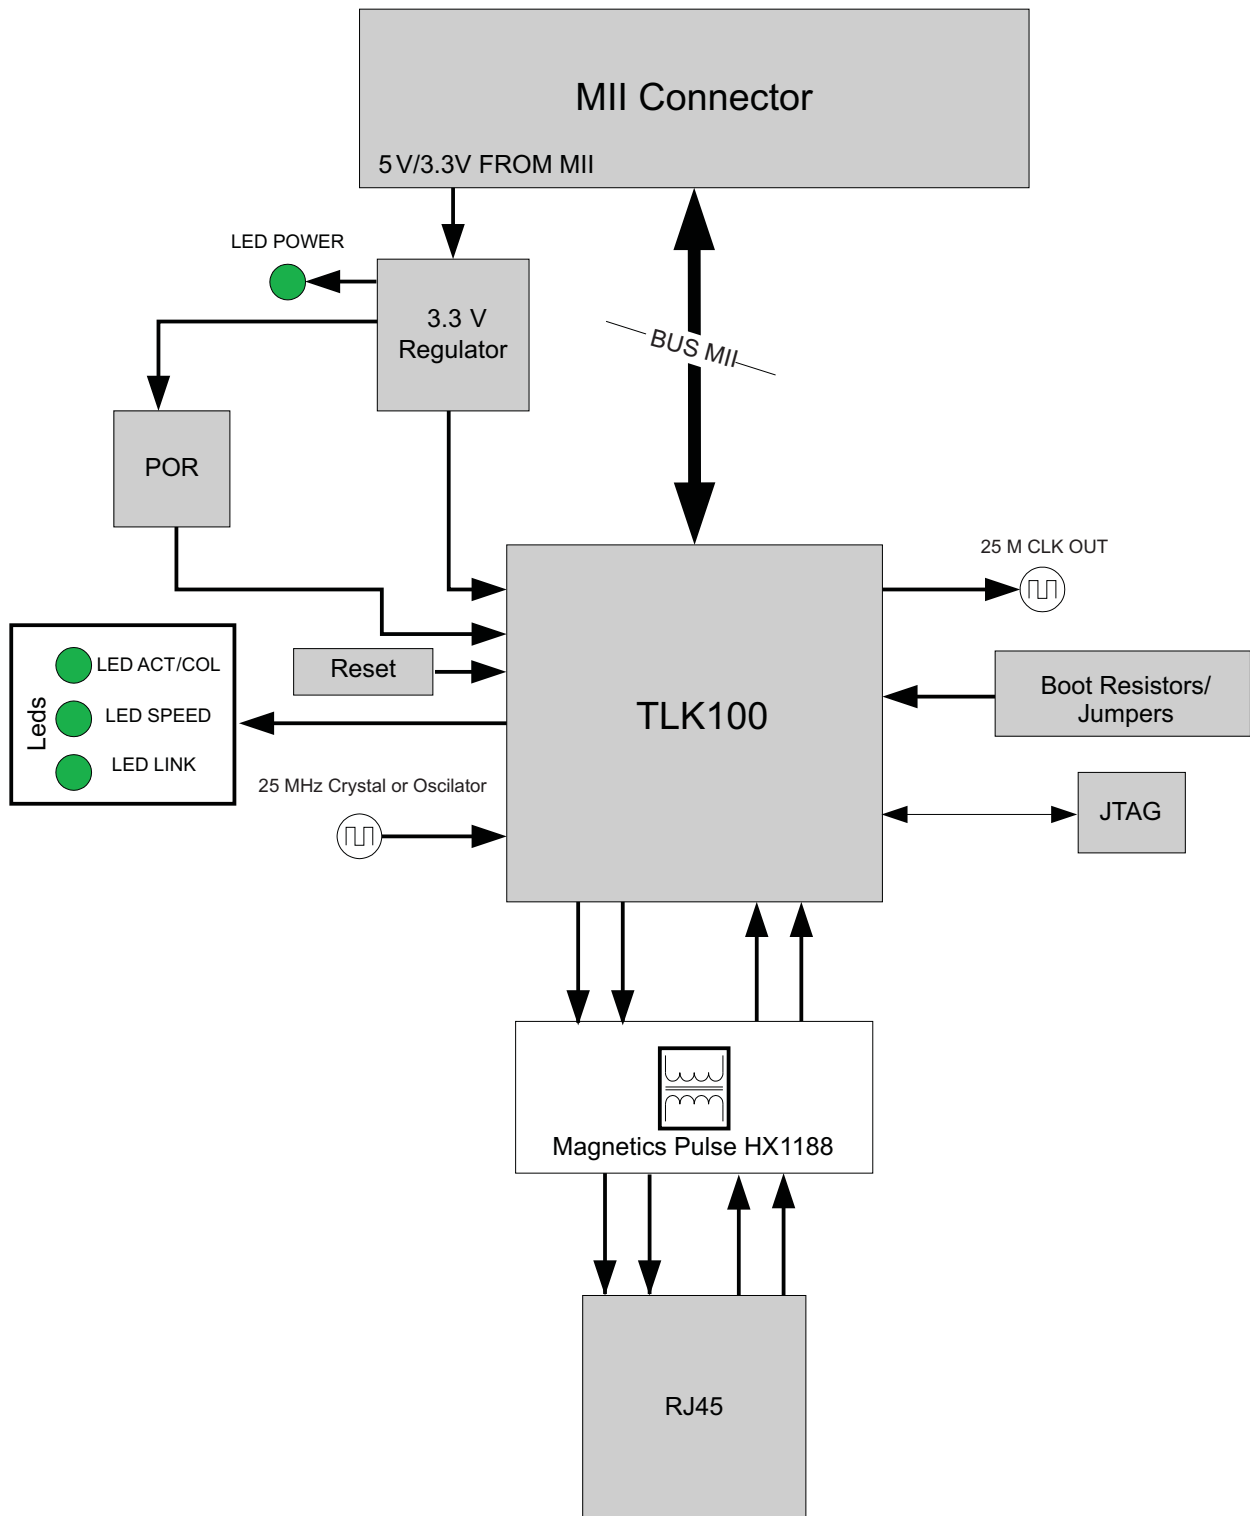 MII Connector
5 V/3.3V FROM MII
LED POWER
3.3 V
Regulator
BUS MII
POR
25 M CLK OUT
LED ACT/COL
Reset
Boot Resistors/
Jumpers
Leds
LED SPEED
TLK100
LED LINK
25 MHz Crystal or Oscilator
JTAG
Magnetics Pulse HX1188
RJ45